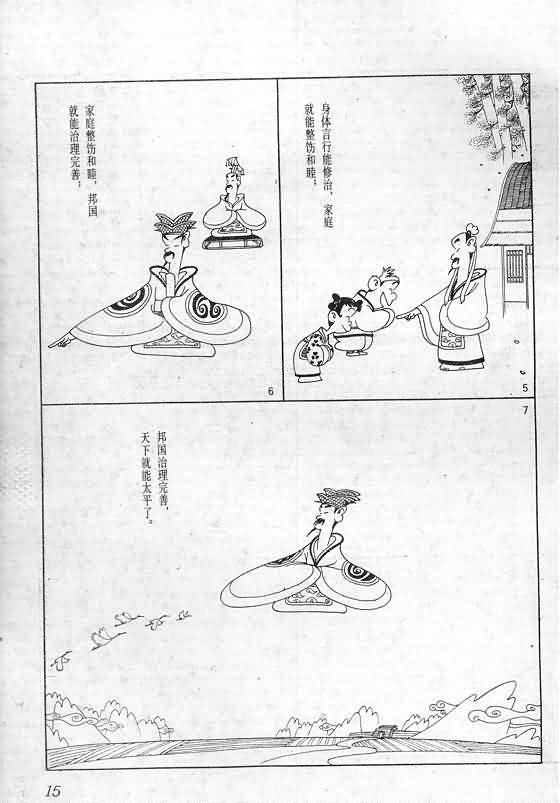 身体言行能修治，家庭
就能整饬和睦；
5
家庭整饬和睦，邦国
就能治理完善；
6
7
邦国治理完善，
天下就能太平了。
15